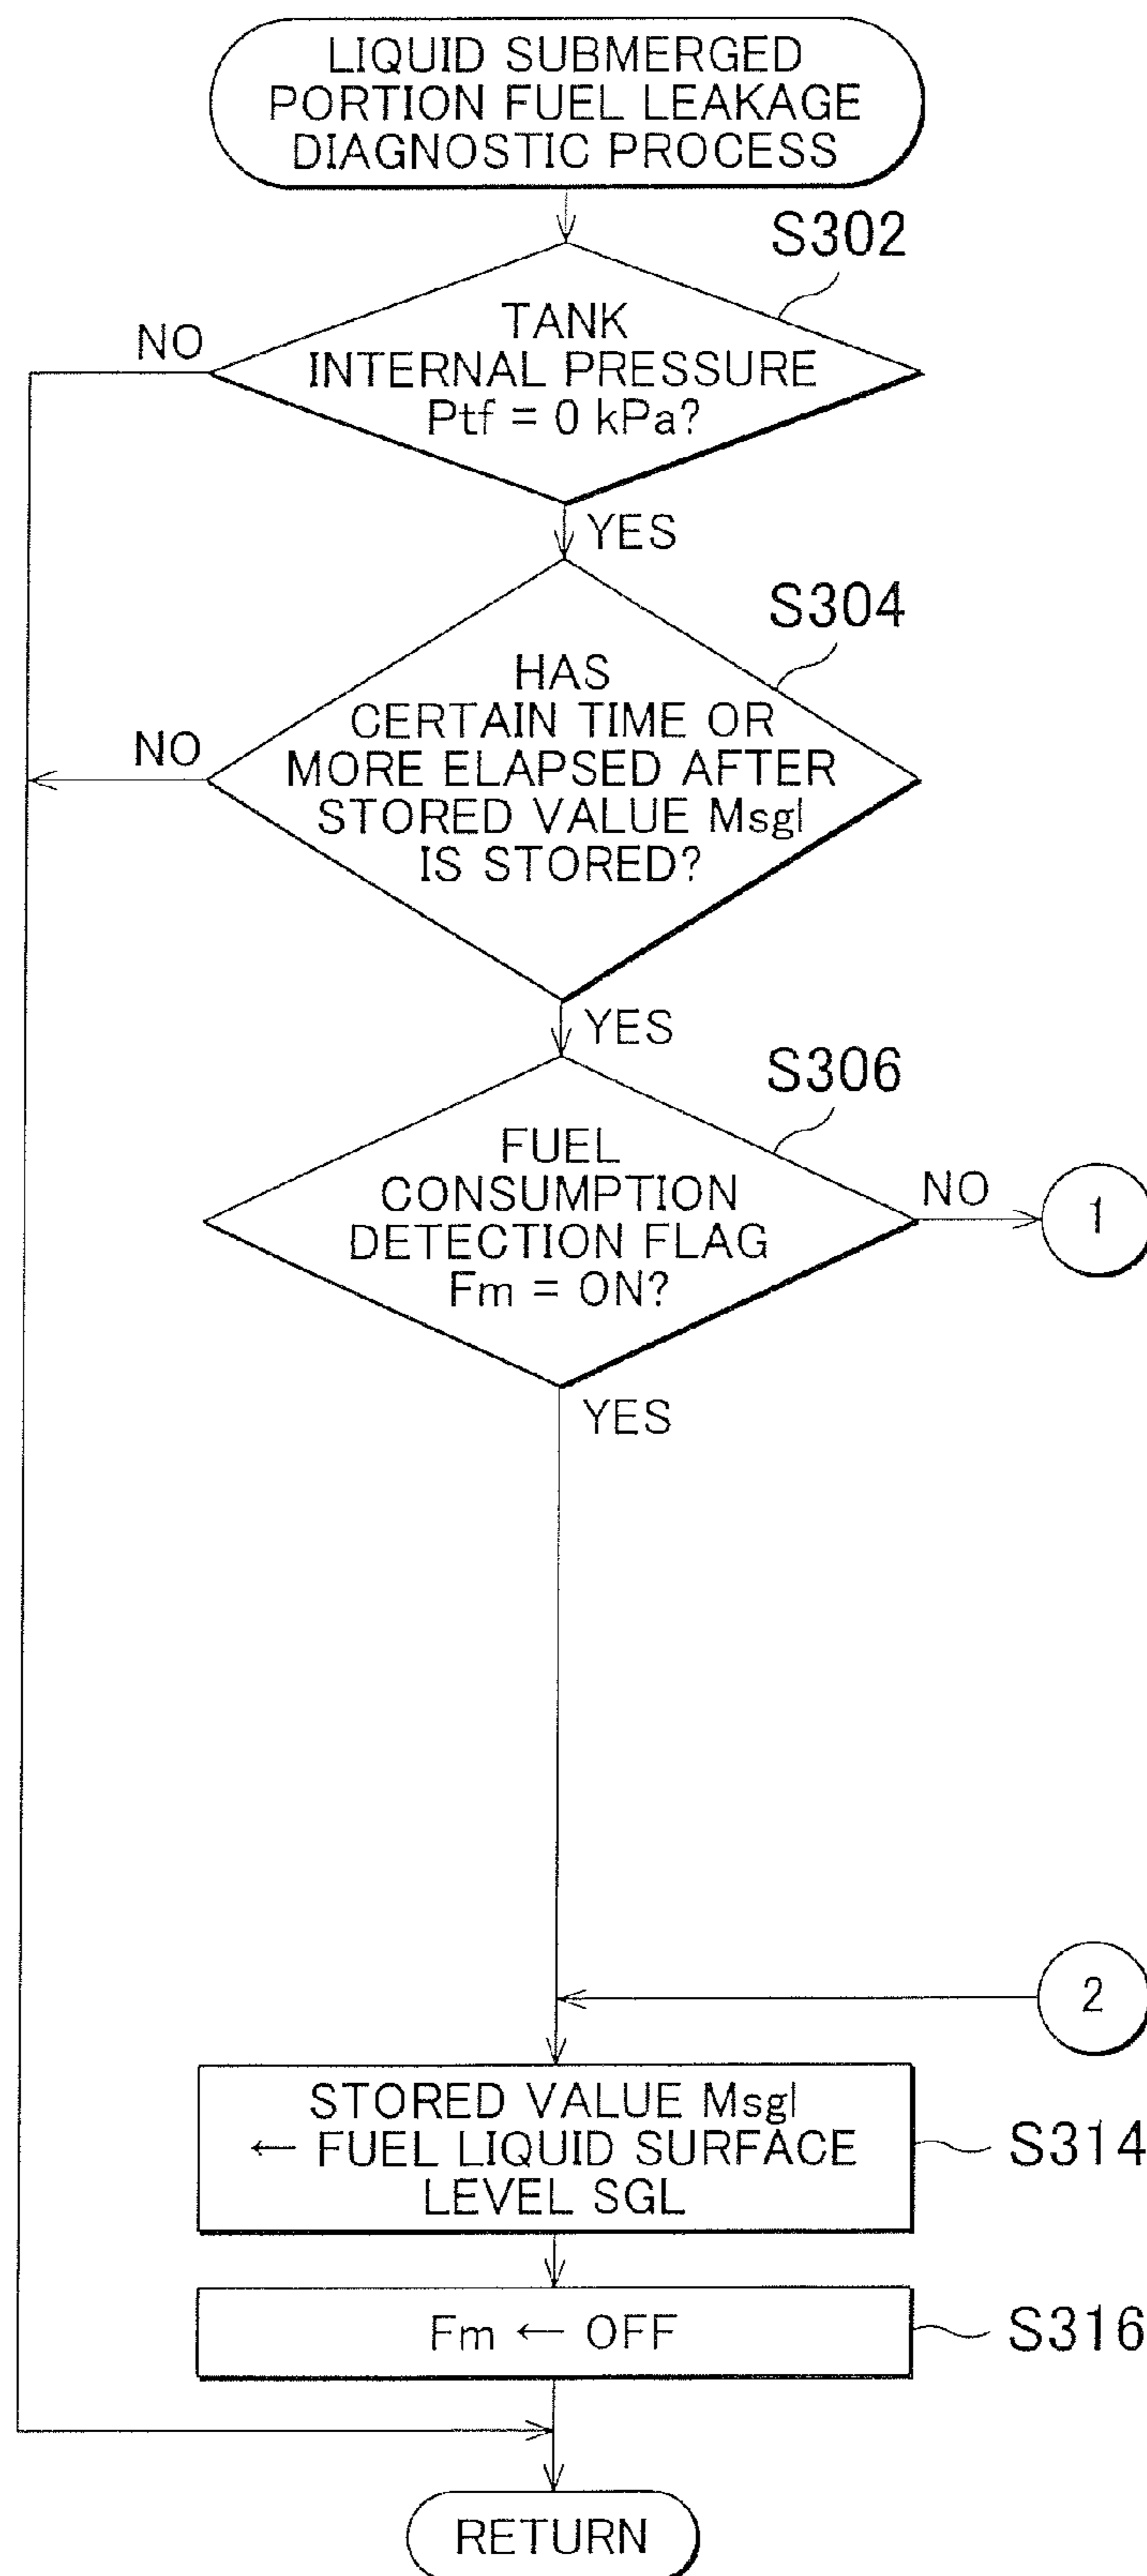 LIQUID SUBMERGED
PORTION FUEL LEAKAGE
DIAGNOSTIC PROCESS
S302
NO
TANK
INTERNAL PRESSURE
Ptf = 0 kPa?
YES
S304
NO
HAS
CERTAIN TIME OR
MORE ELAPSED AFTER
STORED VALUE Msgl
IS STORED?
YES
S306
FUEL
CONSUMPTION
DETECTION FLAG
Fm = ON?
NO
1
YES
2
STORED VALUE Msgl
← FUEL LIQUID SURFACE
LEVEL SGL
S314
Fm ← OFF
S316
RETURN